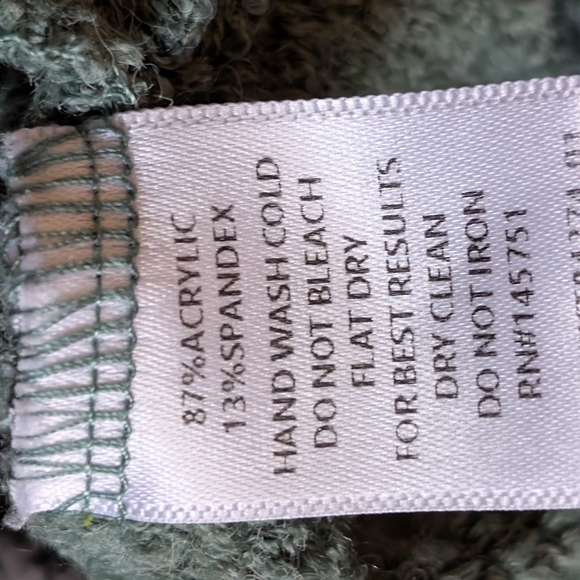 87%ACRYLIC
13%SPANDEX
HAND WASH COLD
DO NOT BLEACH
FLAT DRY
FOR BEST RESULTS
DRY CLEAN
DO NOT IRON
RN#145751